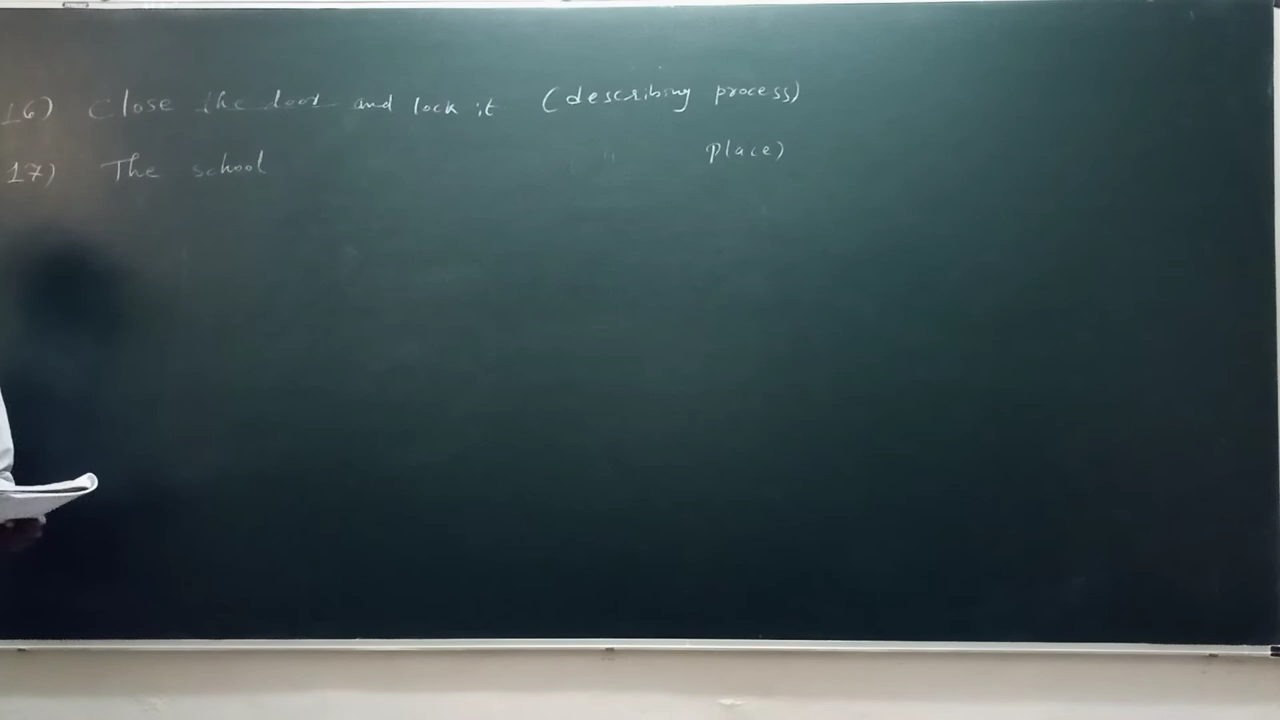 16) Close the door and lock it (describing process)
17) The school " place)